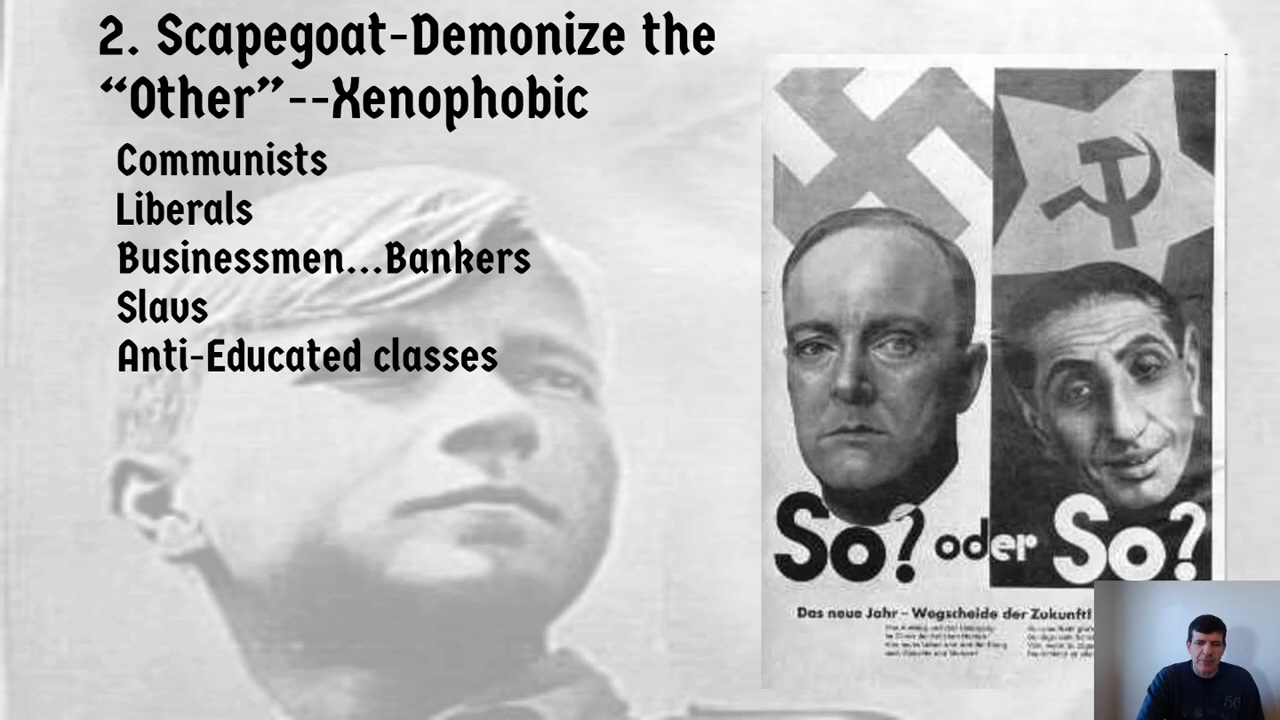 2. Scapegoat-Demonize the
“Other”--Xenophobic
Communists
Liberals
Businessmen...Bankers
Slavs
Anti-Educated classes
So? oder So?
Das neue Jahr – Wegscheide der Zukunft!